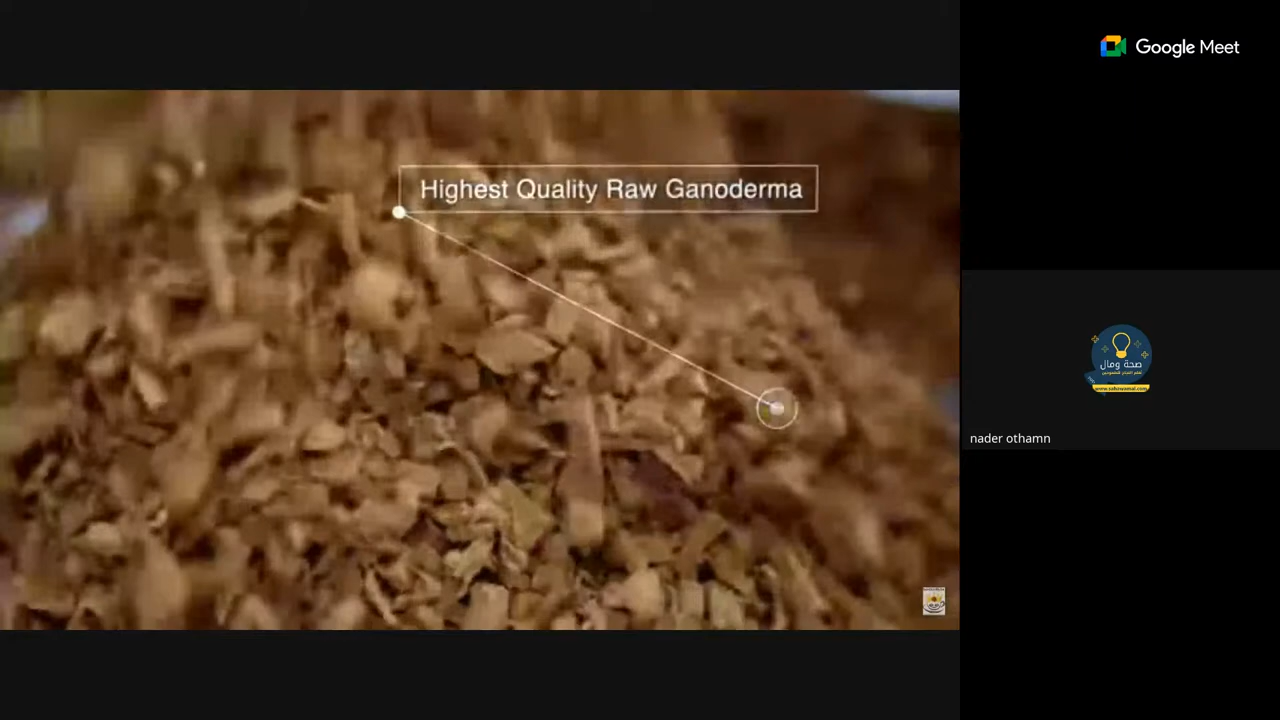 Google Meet
Highest Quality Raw Ganoderma
صحة ومال
nader othamn